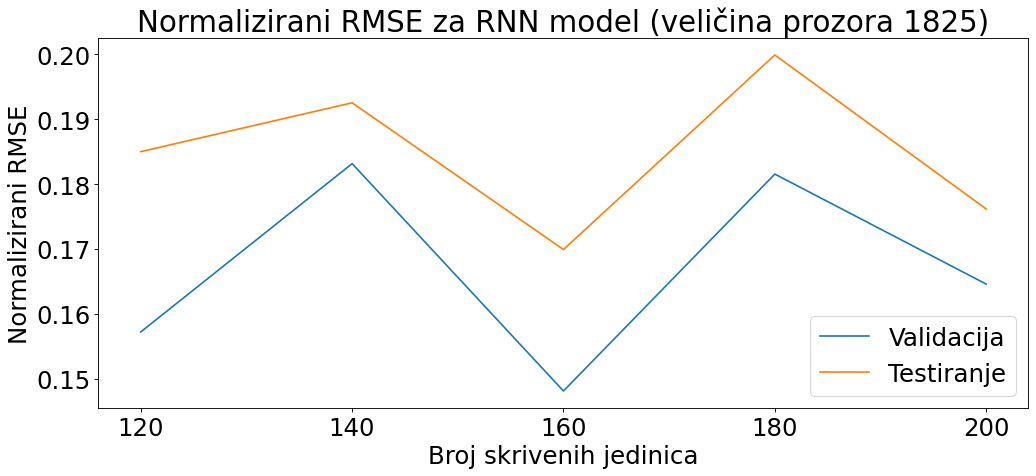 Normalizirani RMSE za RNN model (veličina prozora 1825)
Normalizirani RMSE
0.20
0.19
0.18
0.17
0.16
0.15
Validacija
Testiranje
120 140 160 180 200
Broj skrivenih jedinica